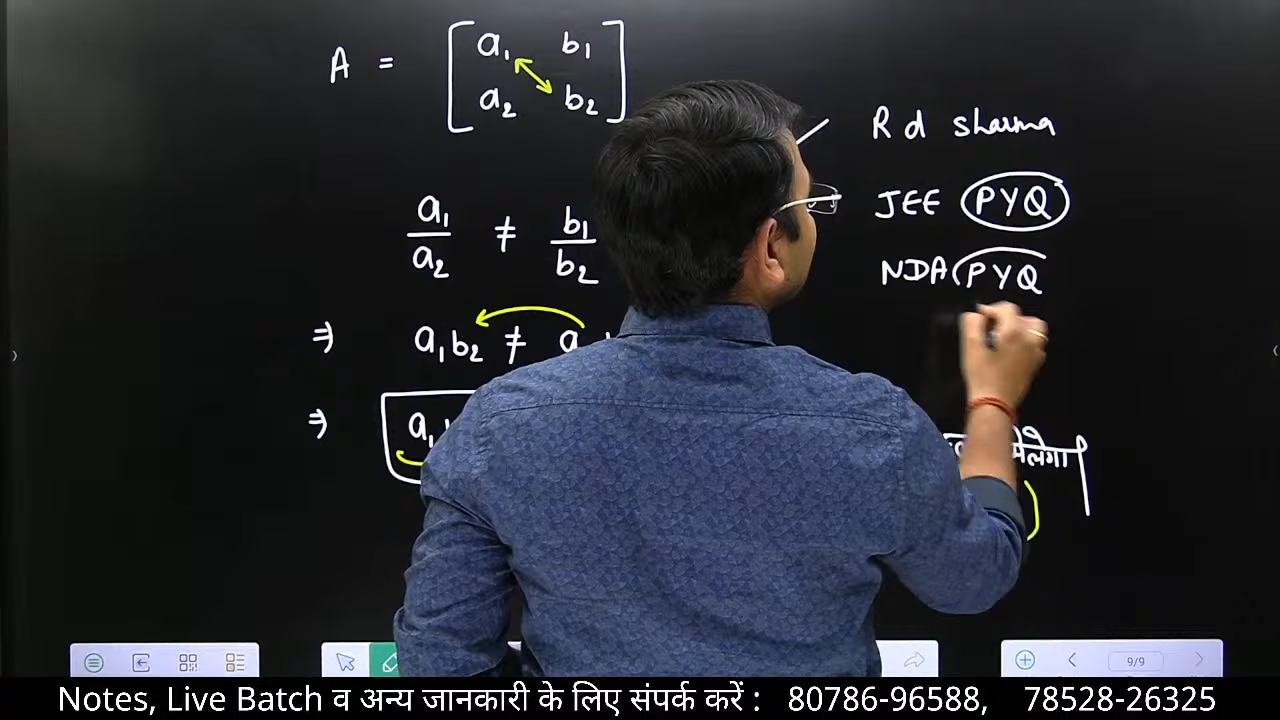 A = [ a₁ b₁
a₂ b₂ ]
a₁/a₂ ≠ b₁/b₂
⇒ a₁b₂ ≠ a
⇒ a₁
R d sharma
JEE PYQ
NDA PYQ
9/9
Notes, Live Batch व अन्य जानकारी के लिए संपर्क करें : 80786-96588, 78528-26325